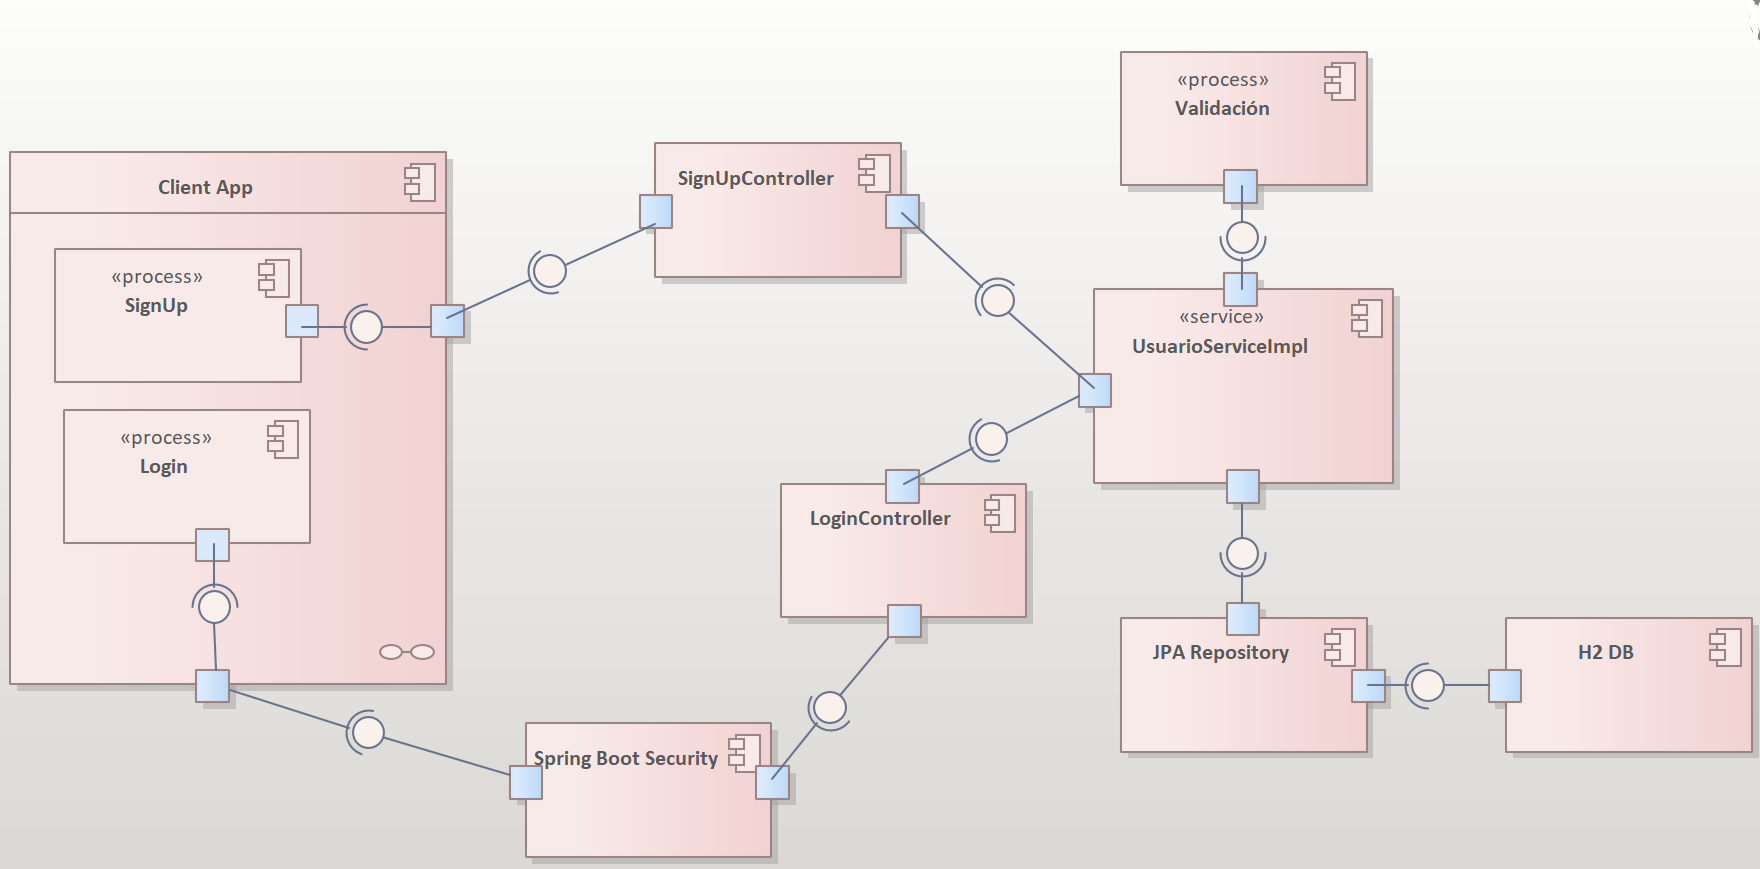 Client App
«process»
SignUp
«process»
Login
SignUpController
LoginController
Spring Boot Security
«process»
Validación
«service»
UsuarioServiceImpl
JPA Repository
H2 DB